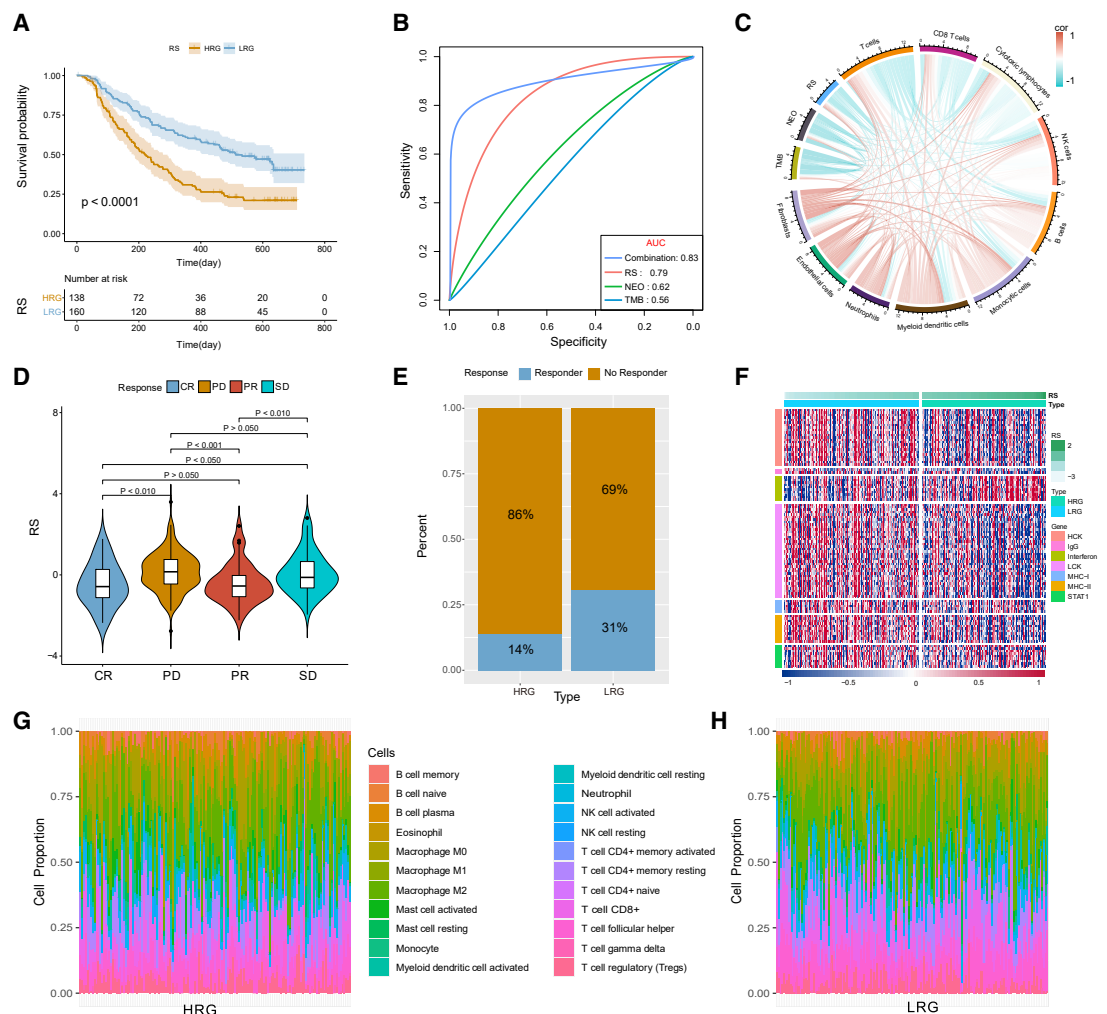 A
RS HRG LRG
Survival probability
1.00
0.75
0.50
0.25
0.00
p < 0.0001
0 200 400 600 800
Time(day)
Number at risk
RS
HRG 138 72 36 20 0
LRG 160 120 88 45 0
0 200 400 600 800
Time(day)
B
Sensitivity
1.0
0.8
0.6
0.4
0.2
0.0
AUC
Combination: 0.83
RS : 0.79
NEO : 0.62
TMB : 0.56
1.0 0.8 0.6 0.4 0.2 0.0
Specificity
C
cor
1
-1
T cells
CD8 T cells
Cytotoxic lymphocytes
NK cells
B cells
Monocytic cells
Myeloid dendritic cells
Neutrophils
Endothelial cells
Fibroblasts
TMB
NEO
RS
D
Response CR PD PR SD
RS
8
4
0
−4
P < 0.010
P > 0.050
P < 0.001
P < 0.050
P > 0.050
P < 0.010
CR PD PR SD
E
Response Responder No Responder
Percent
1.00
0.75
0.50
0.25
0.00
86%
69%
14%
31%
HRG LRG
Type
F
RS
Type
RS
2
−3
Type
HRG
LRG
Gene
HCK
IgG
Interferon
LCK
MHC−I
MHC−II
STAT1
−1 −0.5 0 0.5 1
G
Cell Proportion
1.00
0.75
0.50
0.25
0.00
HRG
Cells
B cell memory
B cell naive
B cell plasma
Eosinophil
Macrophage M0
Macrophage M1
Macrophage M2
Mast cell activated
Mast cell resting
Monocyte
Myeloid dendritic cell activated
Myeloid dendritic cell resting
Neutrophil
NK cell activated
NK cell resting
T cell CD4+ memory activated
T cell CD4+ memory resting
T cell CD4+ naive
T cell CD8+
T cell follicular helper
T cell gamma delta
T cell regulatory (Tregs)
H
Cell Proportion
1.00
0.75
0.50
0.25
0.00
LRG